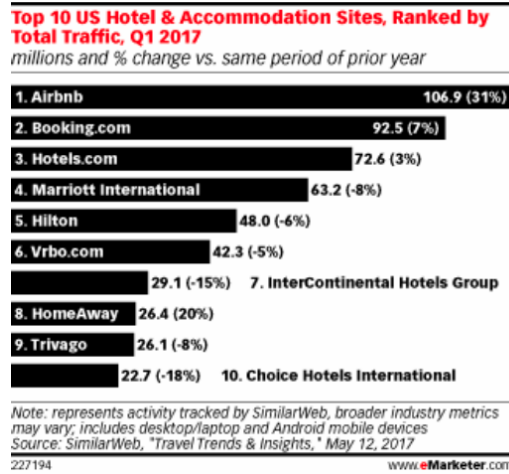 Top 10 US Hotel & Accommodation Sites, Ranked by
Total Traffic, Q1 2017
millions and % change vs. same period of prior year
1. Airbnb 106.9 (31%)
2. Booking.com 92.5 (7%)
3. Hotels.com 72.6 (3%)
4. Marriott International 63.2 (-8%)
5. Hilton 48.0 (-6%)
6. Vrbo.com 42.3 (-5%)
29.1 (-15%) 7. InterContinental Hotels Group
8. HomeAway 26.4 (20%)
9. Trivago 26.1 (-8%)
22.7 (-18%) 10. Choice Hotels International
Note: represents activity tracked by SimilarWeb, broader industry metrics
may vary; includes desktop/laptop and Android mobile devices
Source: SimilarWeb, "Travel Trends & Insights," May 12, 2017
227194 www.eMarketer.com